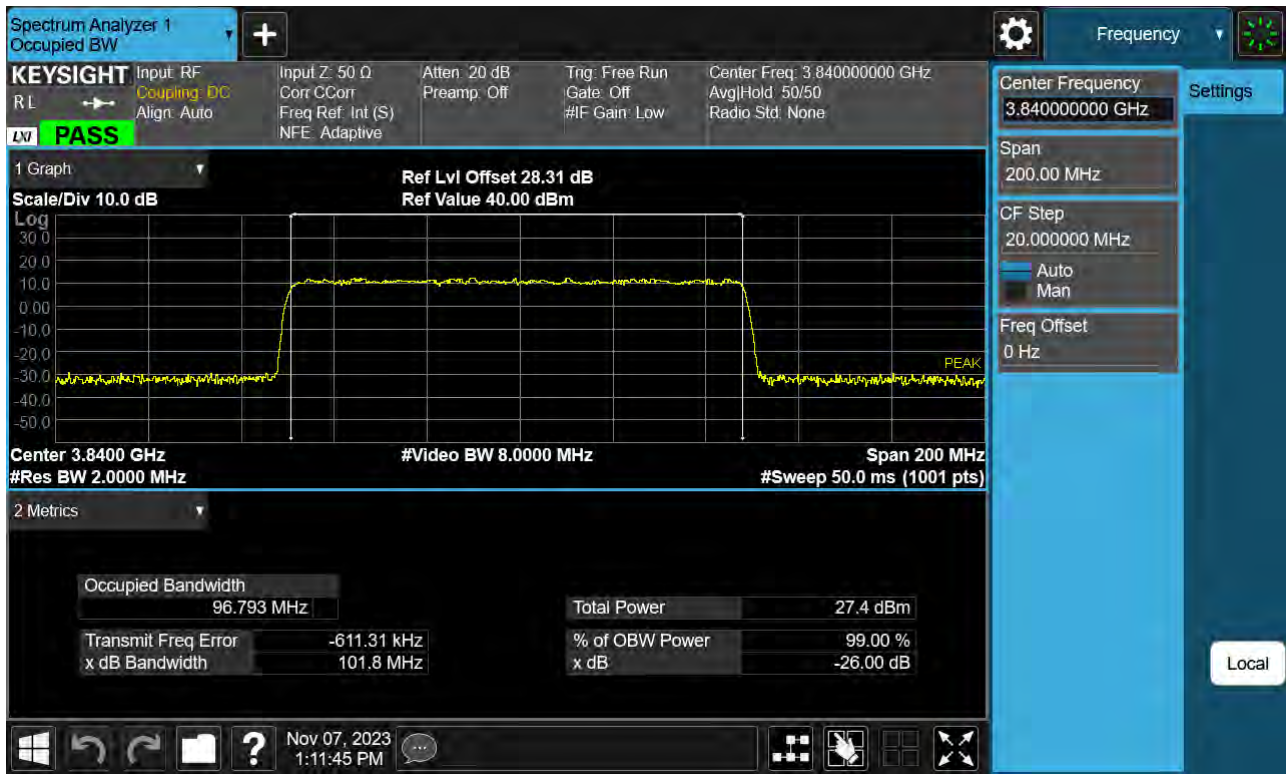 Spectrum Analyzer 1
Occupied BW
+
Frequency
KEYSIGHT
RL
LXI
PASS
Input: RF
Coupling: DC
Align: Auto
Input Z: 50 Ω
Corr CCorr
Freq Ref: Int (S)
NFE: Adaptive
Atten: 20 dB
Preamp: Off
Trig: Free Run
Gate: Off
#IF Gain: Low
Center Freq: 3.840000000 GHz
Avg|Hold: 50/50
Radio Std: None
Center Frequency
3.840000000 GHz
Settings
Span
200.00 MHz
CF Step
20.000000 MHz
Auto
Man
Freq Offset
0 Hz
Local
1 Graph
Scale/Div 10.0 dB
Ref Lvl Offset 28.31 dB
Ref Value 40.00 dBm
Log
30.0
20.0
10.0
0.00
-10.0
-20.0
-30.0
-40.0
-50.0
PEAK
Center 3.8400 GHz
#Video BW 8.0000 MHz
Span 200 MHz
#Res BW 2.0000 MHz
#Sweep 50.0 ms (1001 pts)
2 Metrics
Occupied Bandwidth
96.793 MHz
Total Power 27.4 dBm
Transmit Freq Error -611.31 kHz
% of OBW Power 99.00 %
x dB Bandwidth 101.8 MHz
x dB -26.00 dB
?
Nov 07, 2023
1:11:45 PM